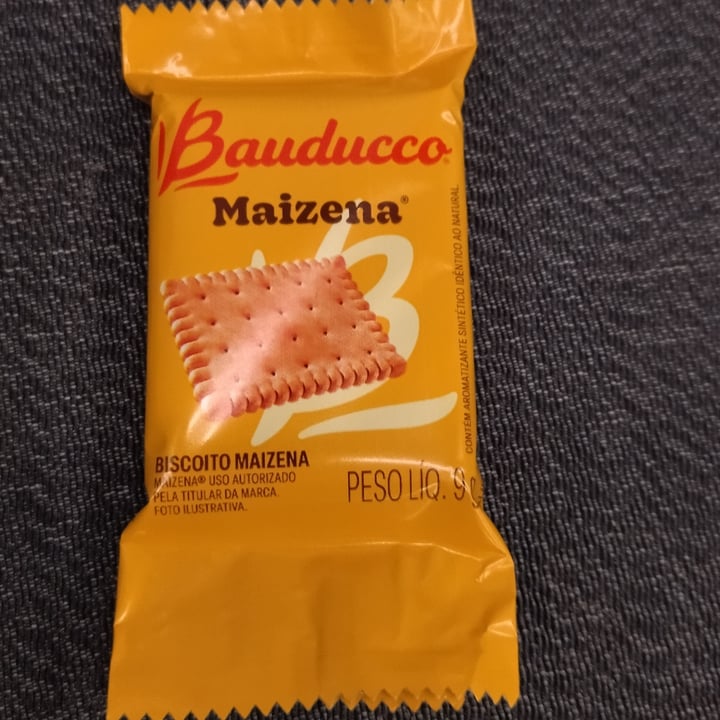 Bauducco®
Maizena®
CONTÉM AROMATIZANTE SINTÉTICO IDÊNTICO AO NATURAL.
BISCOITO MAIZENA
MAIZENA® USO AUTORIZADO
PELA TITULAR DA MARCA.
FOTO ILUSTRATIVA.
PESO LÍQ. 9 g